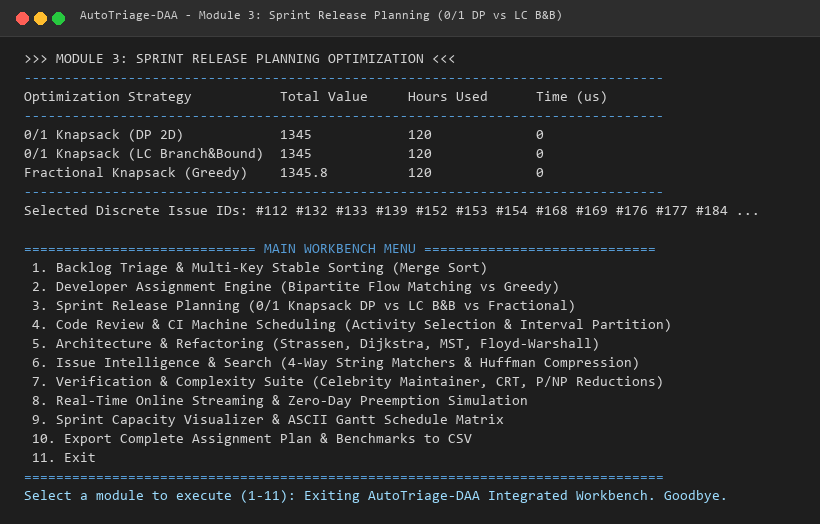 AutoTriage-DAA - Module 3: Sprint Release Planning (0/1 DP vs LC B&B)
>>> MODULE 3: SPRINT RELEASE PLANNING OPTIMIZATION <<<
--------------------------------------------------------------------------------
Optimization Strategy           Total Value     Hours Used      Time (us)
--------------------------------------------------------------------------------
0/1 Knapsack (DP 2D)            1345            120             0
0/1 Knapsack (LC Branch&Bound)  1345            120             0
Fractional Knapsack (Greedy)    1345.8          120             0
--------------------------------------------------------------------------------
Selected Discrete Issue IDs: #112 #132 #133 #139 #152 #153 #154 #168 #169 #176 #177 #184 ...
============================= MAIN WORKBENCH MENU =============================
1. Backlog Triage & Multi-Key Stable Sorting (Merge Sort)
2. Developer Assignment Engine (Bipartite Flow Matching vs Greedy)
3. Sprint Release Planning (0/1 Knapsack DP vs LC B&B vs Fractional)
4. Code Review & CI Machine Scheduling (Activity Selection & Interval Partition)
5. Architecture & Refactoring (Strassen, Dijkstra, MST, Floyd-Warshall)
6. Issue Intelligence & Search (4-Way String Matchers & Huffman Compression)
7. Verification & Complexity Suite (Celebrity Maintainer, CRT, P/NP Reductions)
8. Real-Time Online Streaming & Zero-Day Preemption Simulation
9. Sprint Capacity Visualizer & ASCII Gantt Schedule Matrix
10. Export Complete Assignment Plan & Benchmarks to CSV
11. Exit
================================================================================
Select a module to execute (1-11): Exiting AutoTriage-DAA Integrated Workbench. Goodbye.